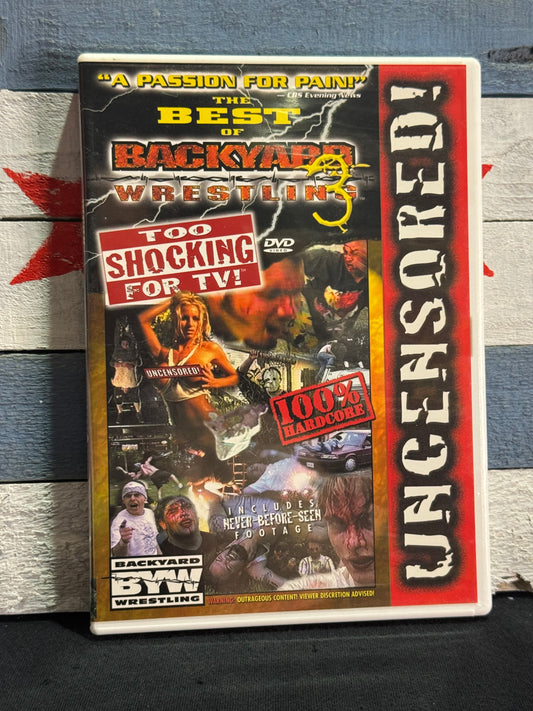 “A PASSION FOR PAIN!”
— CBS Evening News
THE
BEST
OF
BACKYARD
WRESTLING 3
TOO
SHOCKING
FOR TV!
DVD
VIDEO
UNCENSORED!
100%
HARDCORE
INCLUDES
NEVER-BEFORE-SEEN
FOOTAGE
BACKYARD
BYW
WRESTLING
WARNING: OUTRAGEOUS CONTENT! VIEWER DISCRETION ADVISED!
UNCENSORED!